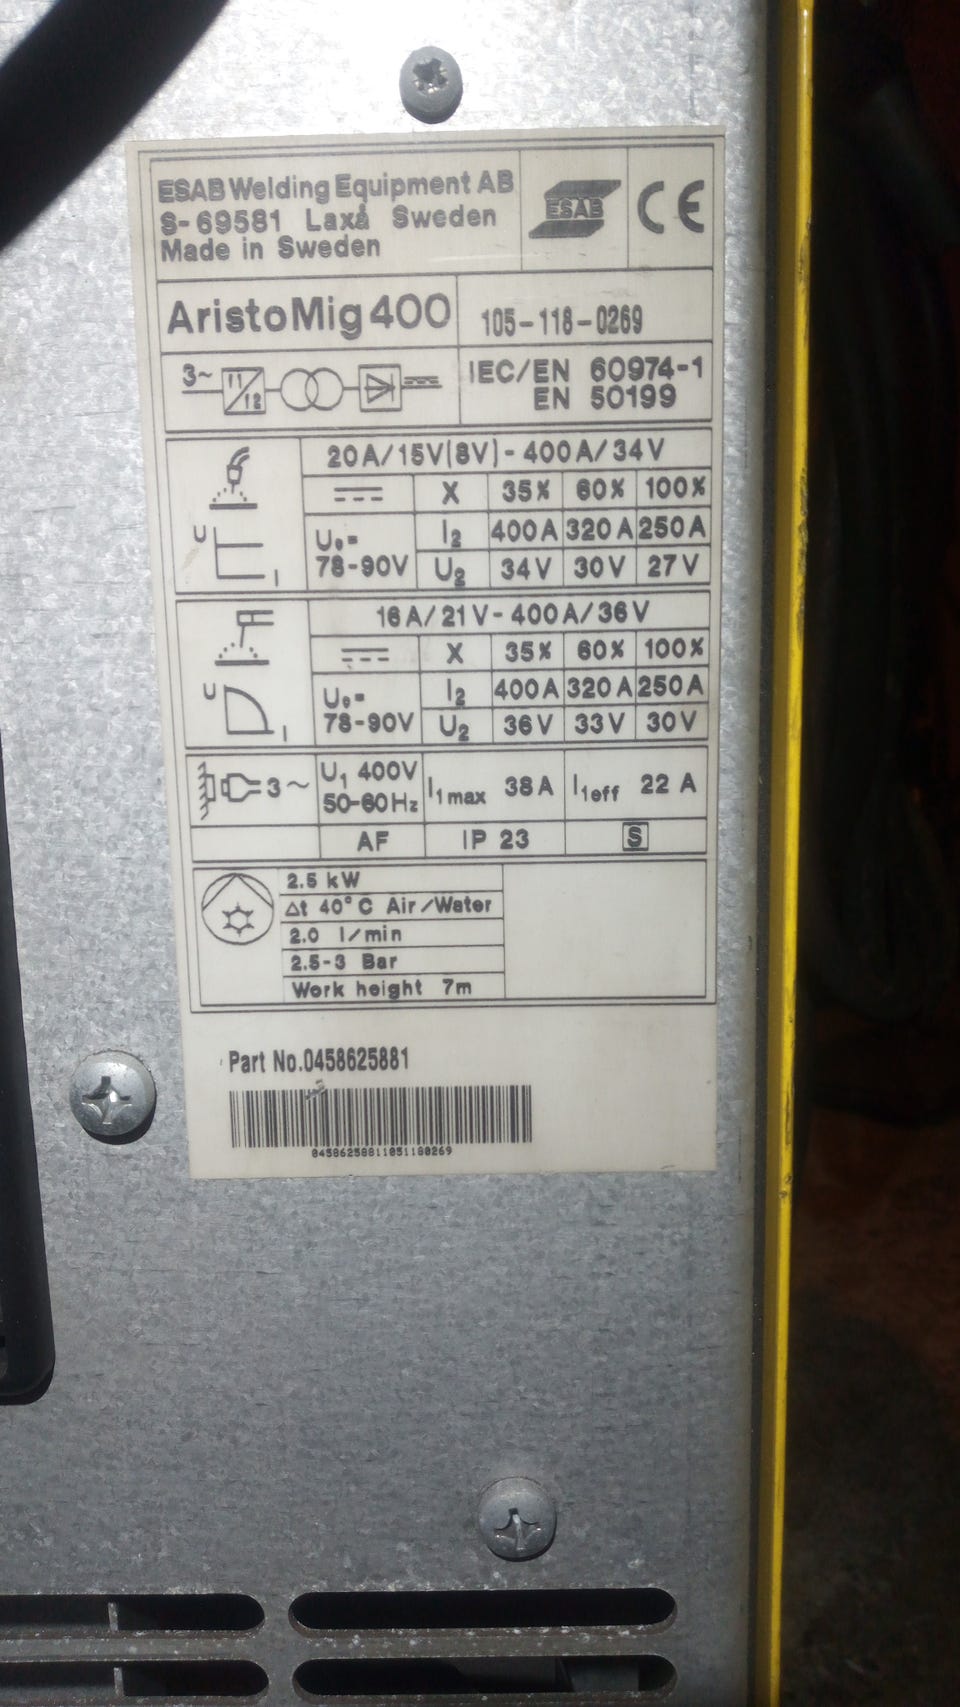 ESAB Welding Equipment AB
S-69581 Laxå Sweden
Made in Sweden
ESAB
CE
AristoMig 400
105-118-0269
3~
f1
f2
IEC/EN 60974-1
EN 50199
20A/15V(8V)-400A/34V
X 35% 60% 100%
U₀=
78-90V
I₂ 400A 320A 250A
U₂ 34V 30V 27V
U
I
16A/21V-400A/36V
X 35% 60% 100%
U₀=
78-90V
I₂ 400A 320A 250A
U₂ 36V 33V 30V
U
I
3~
U₁ 400V
50-60Hz
I₁max 38A
I₁eff 22A
AF
IP 23
S
2.5 kW
Δt 40°C Air/Water
2.0 l/min
2.5-3 Bar
Work height 7m
Part No.0458625881
04586258811051180269